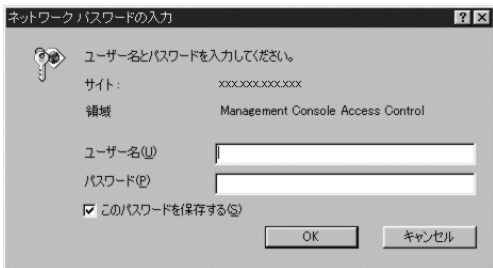 ネットワーク パスワードの入力
ユーザー名とパスワードを入力してください。
サイト: xxx.xxx.xxx.xxx
領域 Management Console Access Control
ユーザー名(U)
パスワード(P)
このパスワードを保存する(S)
OK キャンセル